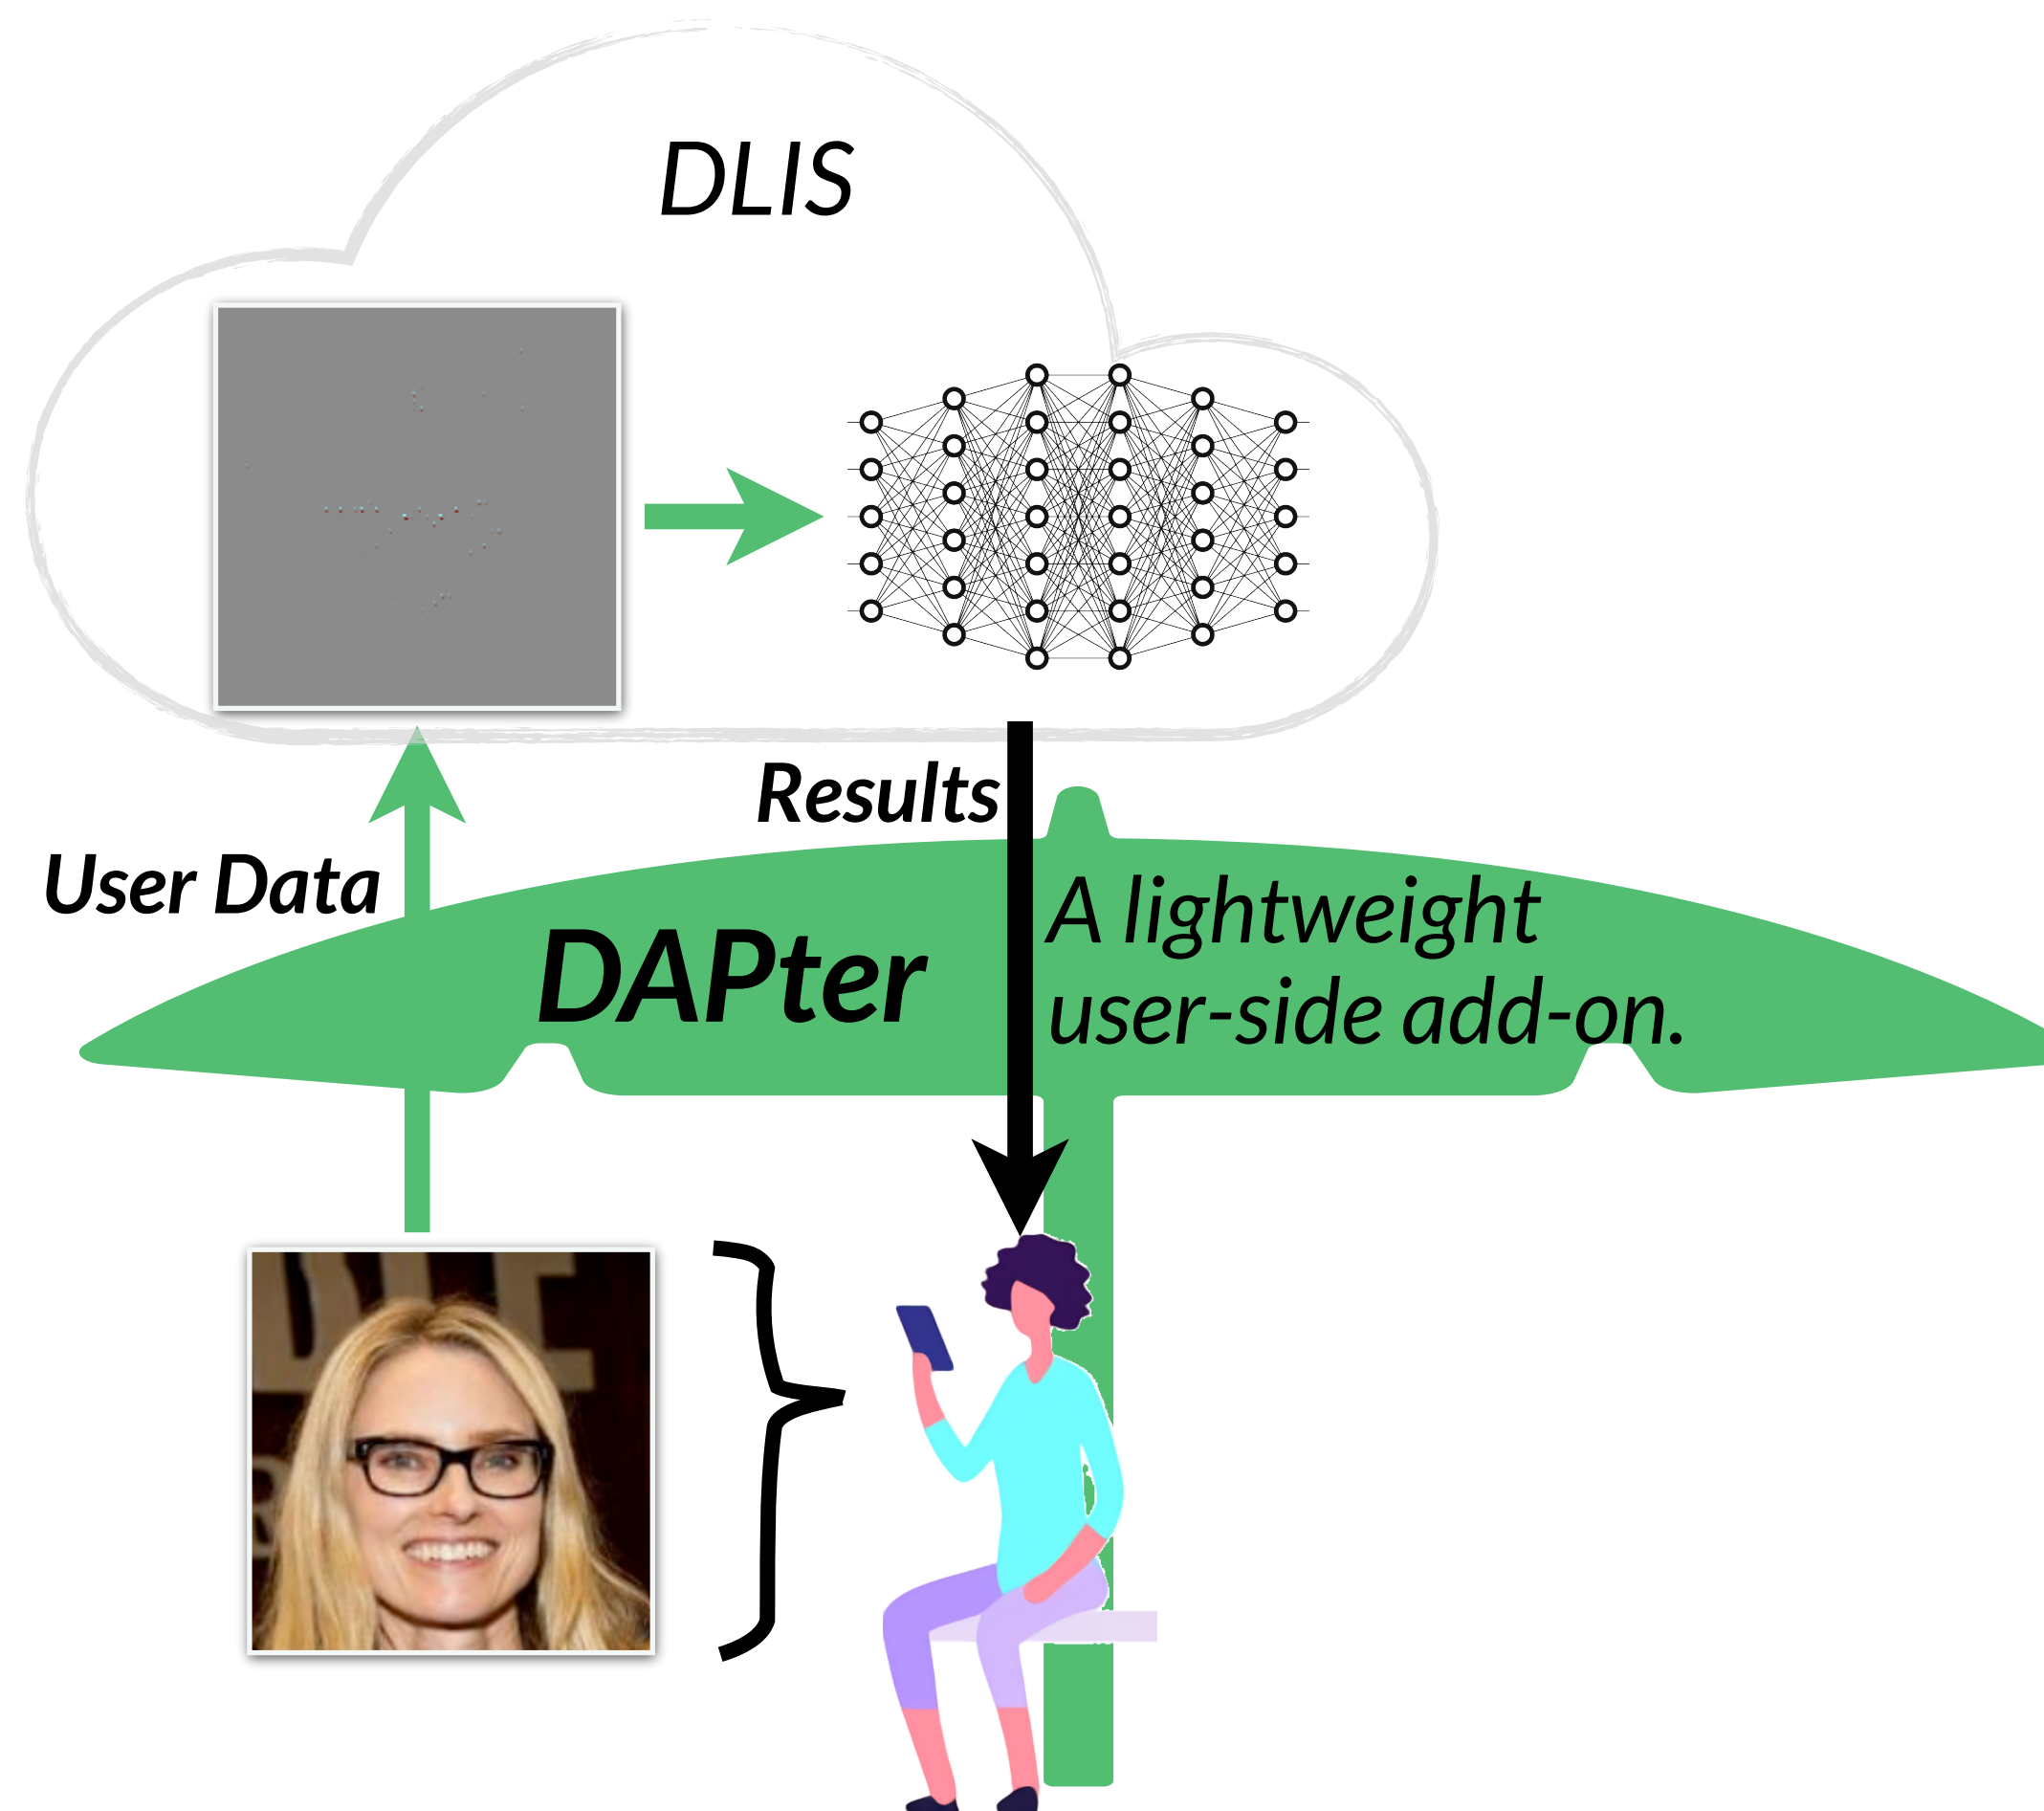 DLIS
Results
User Data
DAPter
A lightweight
user-side add-on.